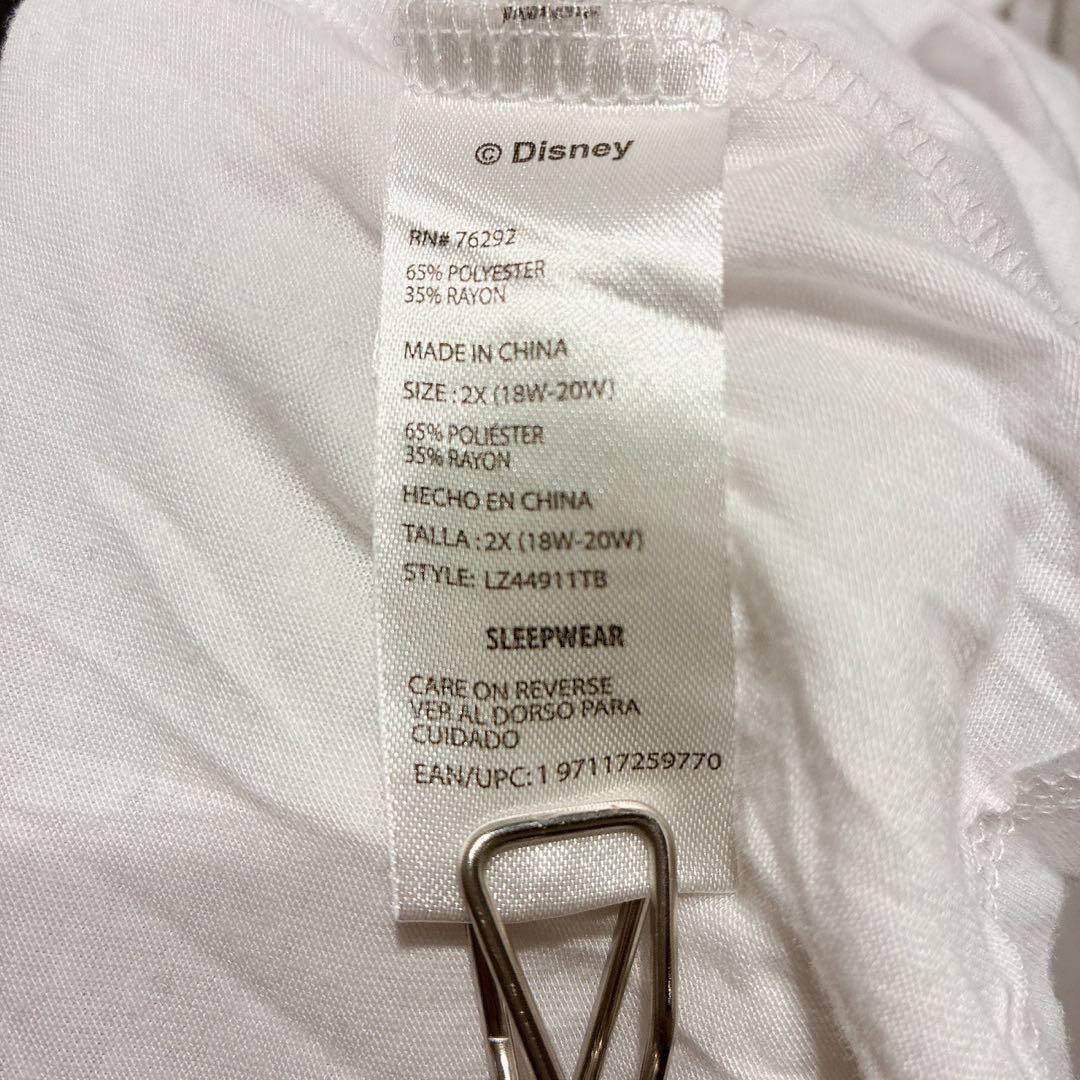 © Disney
RN# 76292
65% POLYESTER
35% RAYON
MADE IN CHINA
SIZE : 2X (18W-20W)
65% POLIÉSTER
35% RAYON
HECHO EN CHINA
TALLA : 2X (18W-20W)
STYLE: LZ44911TB
SLEEPWEAR
CARE ON REVERSE
VER AL DORSO PARA
CUIDADO
EAN/UPC: 1 97117259770